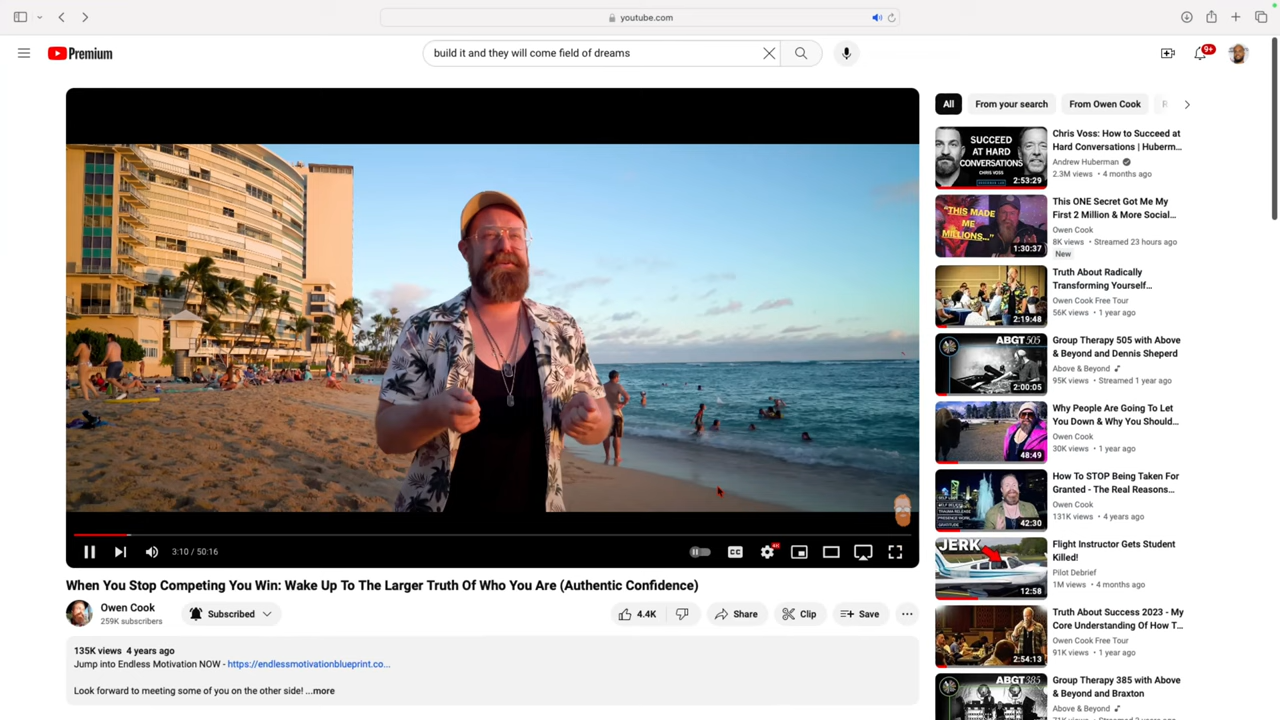 youtube.com
Premium
build it and they will come field of dreams
9+
3:10 / 50:16
CC
4K
When You Stop Competing You Win: Wake Up To The Larger Truth Of Who You Are (Authentic Confidence)
Owen Cook
259K subscribers
Subscribed
4.4K
Share
Clip
Save
135K views 4 years ago
Jump into Endless Motivation NOW - https://endlessmotivationblueprint.co...
Look forward to meeting some of you on the other side! ...more
All
From your search
From Owen Cook
SUCCEED
AT HARD
CONVERSATIONS
CHRIS VOSS
2:53:29
Chris Voss: How to Succeed at
Hard Conversations | Huberm...
Andrew Huberman
2.3M views • 4 months ago
"THIS MADE
ME
MILLIONS..."
1:30:37
This ONE Secret Got Me My
First 2 Million & More Social...
Owen Cook
8K views • Streamed 23 hours ago
New
2:19:48
Truth About Radically
Transforming Yourself...
Owen Cook Free Tour
56K views • 1 year ago
ABGT505
2:00:05
Group Therapy 505 with Above
& Beyond and Dennis Sheperd
Above & Beyond
95K views • Streamed 1 year ago
48:49
Why People Are Going To Let
You Down & Why You Should...
Owen Cook
30K views • 1 year ago
42:30
How To STOP Being Taken For
Granted - The Real Reasons...
Owen Cook
131K views • 4 years ago
JERK
12:58
Flight Instructor Gets Student
Killed!
Pilot Debrief
1M views • 4 months ago
2:54:13
Truth About Success 2023 - My
Core Understanding Of How T...
Owen Cook Free Tour
91K views • 1 year ago
ABGT385
Group Therapy 385 with Above
& Beyond and Braxton
Above & Beyond